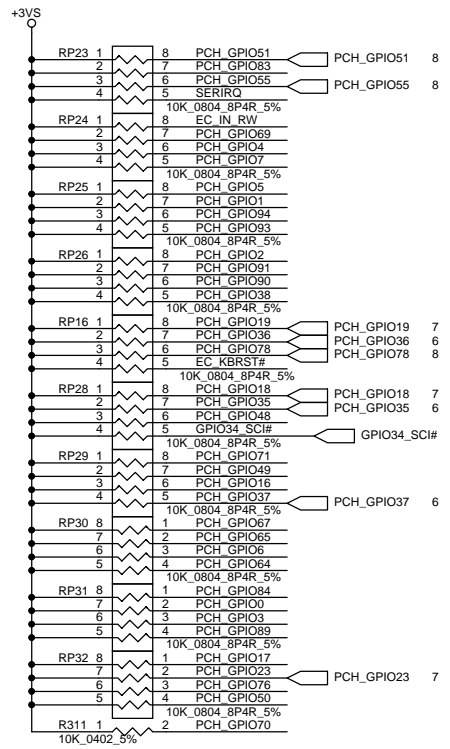 +3VS
RP23 1 8 PCH_GPIO51 PCH_GPIO51 8
2 7 PCH_GPIO83
3 6 PCH_GPIO55 PCH_GPIO55 8
4 5 SERIRQ
10K_0804_8P4R_5%
RP24 1 8 EC_IN_RW
2 7 PCH_GPIO69
3 6 PCH_GPIO4
4 5 PCH_GPIO7
10K_0804_8P4R_5%
RP25 1 8 PCH_GPIO5
2 7 PCH_GPIO1
3 6 PCH_GPIO94
4 5 PCH_GPIO93
10K_0804_8P4R_5%
RP26 1 8 PCH_GPIO2
2 7 PCH_GPIO91
3 6 PCH_GPIO90
4 5 PCH_GPIO38
10K_0804_8P4R_5%
RP16 1 8 PCH_GPIO19 PCH_GPIO19 7
2 7 PCH_GPIO36 PCH_GPIO36 6
3 6 PCH_GPIO78 PCH_GPIO78 8
4 5 EC_KBRST#
10K_0804_8P4R_5%
RP28 1 8 PCH_GPIO18 PCH_GPIO18 7
2 7 PCH_GPIO35 PCH_GPIO35 6
3 6 PCH_GPIO48
4 5 GPIO34_SCI# GPIO34_SCI#
10K_0804_8P4R_5%
RP29 1 8 PCH_GPIO71
2 7 PCH_GPIO49
3 6 PCH_GPIO16
4 5 PCH_GPIO37 PCH_GPIO37 6
10K_0804_8P4R_5%
RP30 8 1 PCH_GPIO67
7 2 PCH_GPIO65
6 3 PCH_GPIO6
5 4 PCH_GPIO64
10K_0804_8P4R_5%
RP31 8 1 PCH_GPIO84
7 2 PCH_GPIO0
6 3 PCH_GPIO3
5 4 PCH_GPIO89
10K_0804_8P4R_5%
RP32 8 1 PCH_GPIO17
7 2 PCH_GPIO23 PCH_GPIO23 7
6 3 PCH_GPIO76
5 4 PCH_GPIO50
10K_0804_8P4R_5%
R311 1 2 PCH_GPIO70
10K_0402_5%